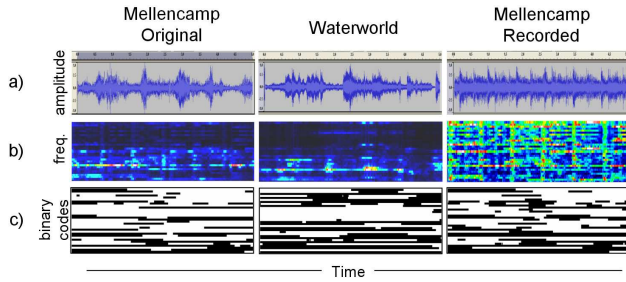 Mellencamp
Original
Waterworld
Mellencamp
Recorded
a)
amplitude
b)
freq.
c)
binary
codes
Time